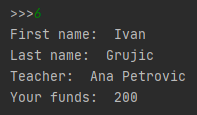 >>>6
First name:  Ivan
Last name:  Grujic
Teacher:  Ana Petrovic
Your funds:  200